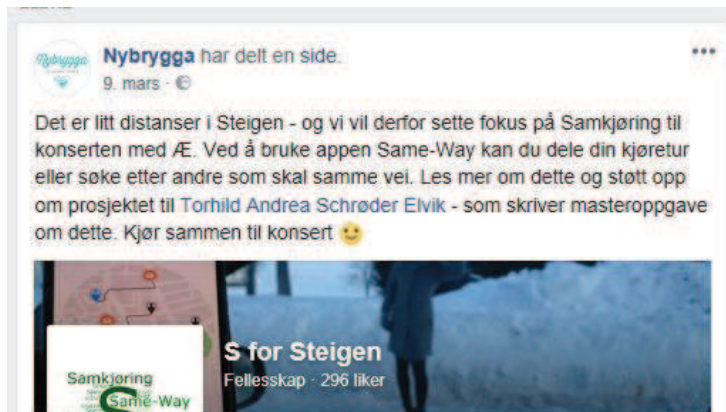 Nybrygga
Nybrygga har delt en side.
9. mars ·
Det er litt distanser i Steigen - og vi vil derfor sette fokus på Samkjøring til
konserten med Æ. Ved å bruke appen Same-Way kan du dele din kjøretur
eller søke etter andre som skal samme vei. Les mer om dette og støtt opp
om prosjektet til Torhild Andrea Schrøder Elvik - som skriver masteroppgave
om dette. Kjør sammen til konsert
S for Steigen
Fellesskap · 296 liker
Samkjøring
Same-Way